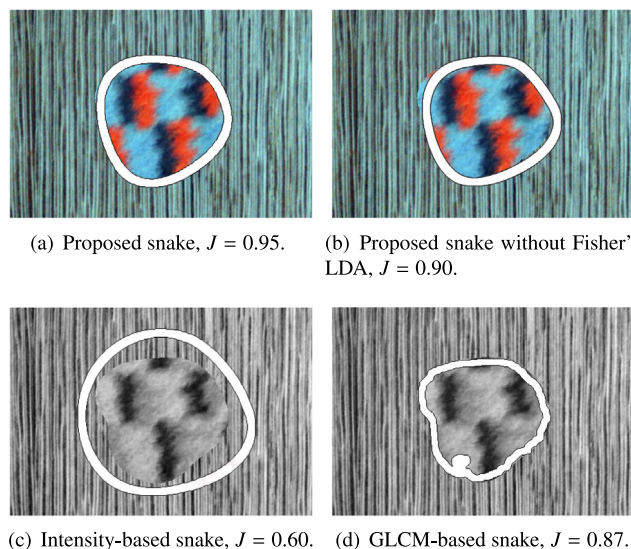 (a) Proposed snake, J = 0.95.
(b) Proposed snake without Fisher'
LDA, J = 0.90.
(c) Intensity-based snake, J = 0.60.
(d) GLCM-based snake, J = 0.87.